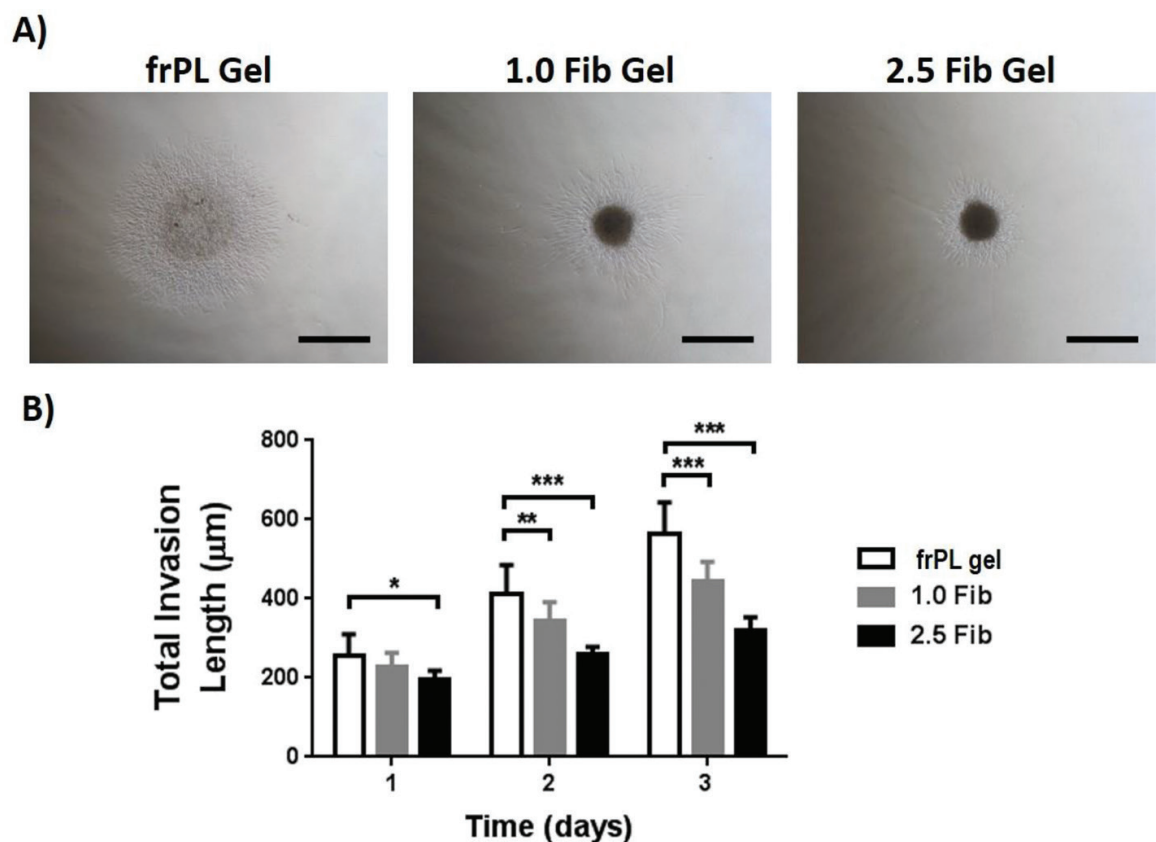 A)
frPL Gel
1.0 Fib Gel
2.5 Fib Gel
B)
Total Invasion
Length (μm)
800
600
400
200
0
*
***
**
***
***
1
2
3
Time (days)
frPL gel
1.0 Fib
2.5 Fib